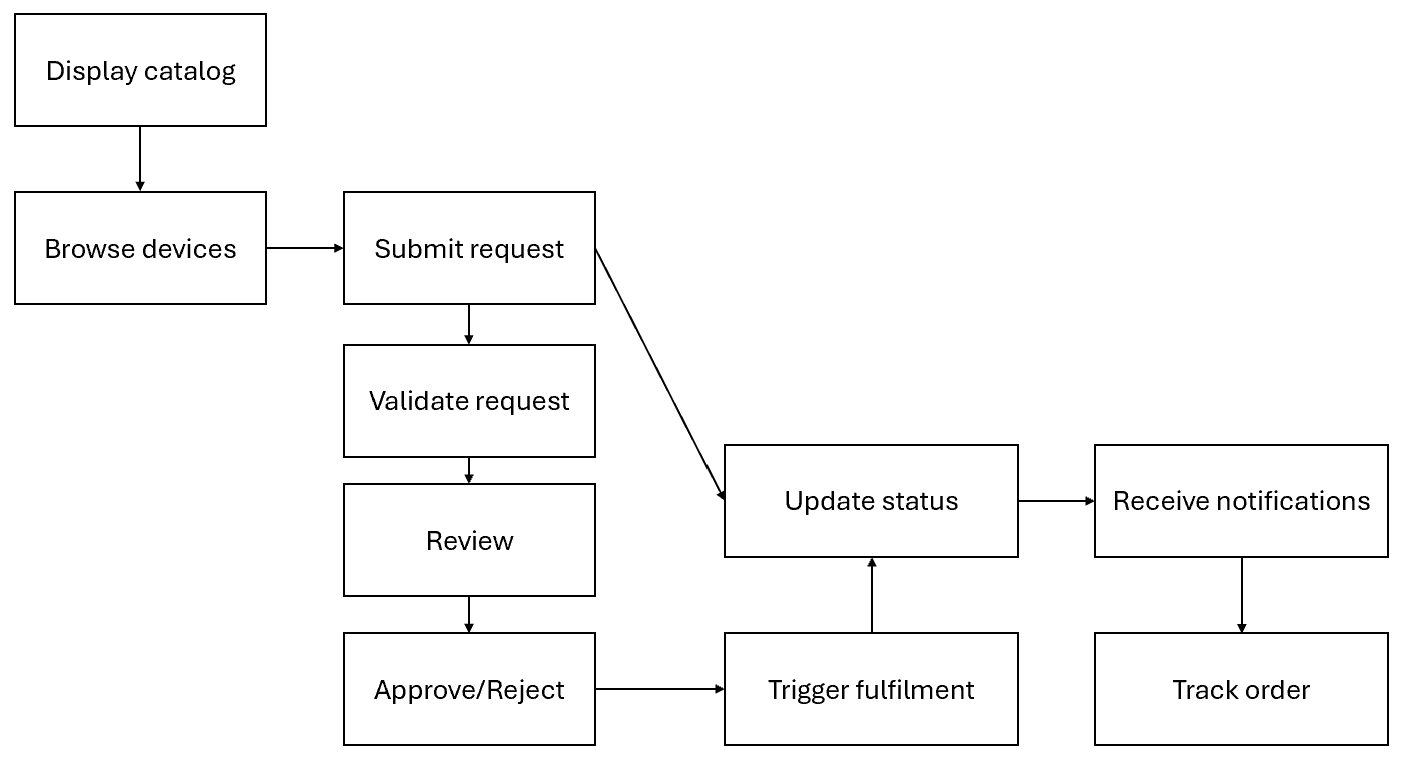 Display catalog
Browse devices
Submit request
Validate request
Review
Approve/Reject
Trigger fulfilment
Update status
Receive notifications
Track order